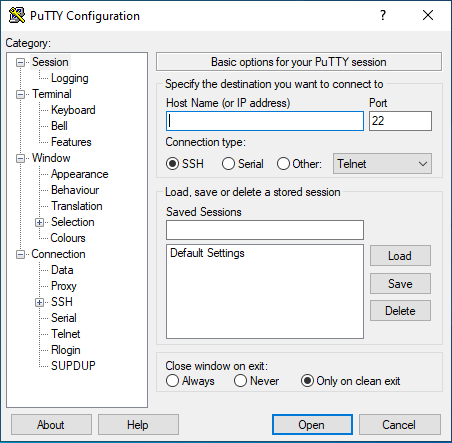 PuTTY Configuration
?
Category:
Session
Logging
Terminal
Keyboard
Bell
Features
Window
Appearance
Behaviour
Translation
Selection
Colours
Connection
Data
Proxy
SSH
Serial
Telnet
Rlogin
SUPDUP
Basic options for your PuTTY session
Specify the destination you want to connect to
Host Name (or IP address) Port
22
Connection type:
SSH Serial Other: Telnet
Load, save or delete a stored session
Saved Sessions
Default Settings
Load
Save
Delete
Close window on exit:
Always Never Only on clean exit
About Help Open Cancel